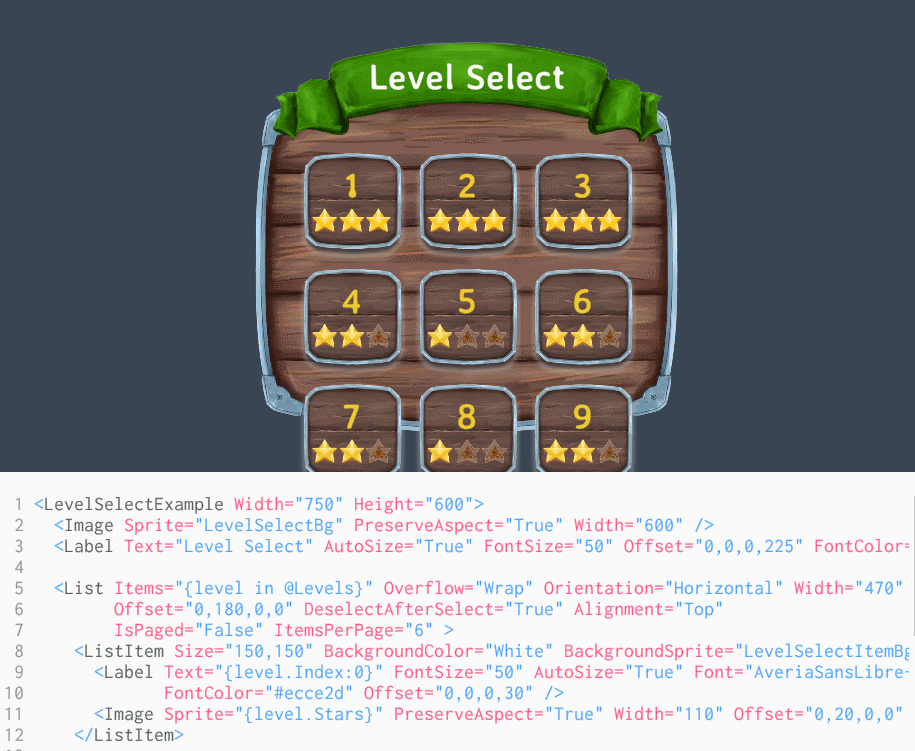 Level Select
1 2 3
4 5 6
7 8 9
1 <LevelSelectExample Width="750" Height="600">
2 <Image Sprite="LevelSelectBg" PreserveAspect="True" Width="600" />
3 <Label Text="Level Select" AutoSize="True" FontSize="50" Offset="0,0,0,225" FontColor=
4
5 <List Items="{level in @Levels}" Overflow="Wrap" Orientation="Horizontal" Width="470"
6 Offset="0,180,0,0" DeselectAfterSelect="True" Alignment="Top"
7 IsPaged="False" ItemsPerPage="6" >
8 <ListItem Size="150,150" BackgroundColor="White" BackgroundSprite="LevelSelectItemBg
9 <Label Text="{level.Index:0}" FontSize="50" AutoSize="True" Font="AveriaSansLibre-
10 FontColor="#ecce2d" Offset="0,0,0,30" />
11 <Image Sprite="{level.Stars}" PreserveAspect="True" Width="110" Offset="0,20,0,0"
12 </ListItem>